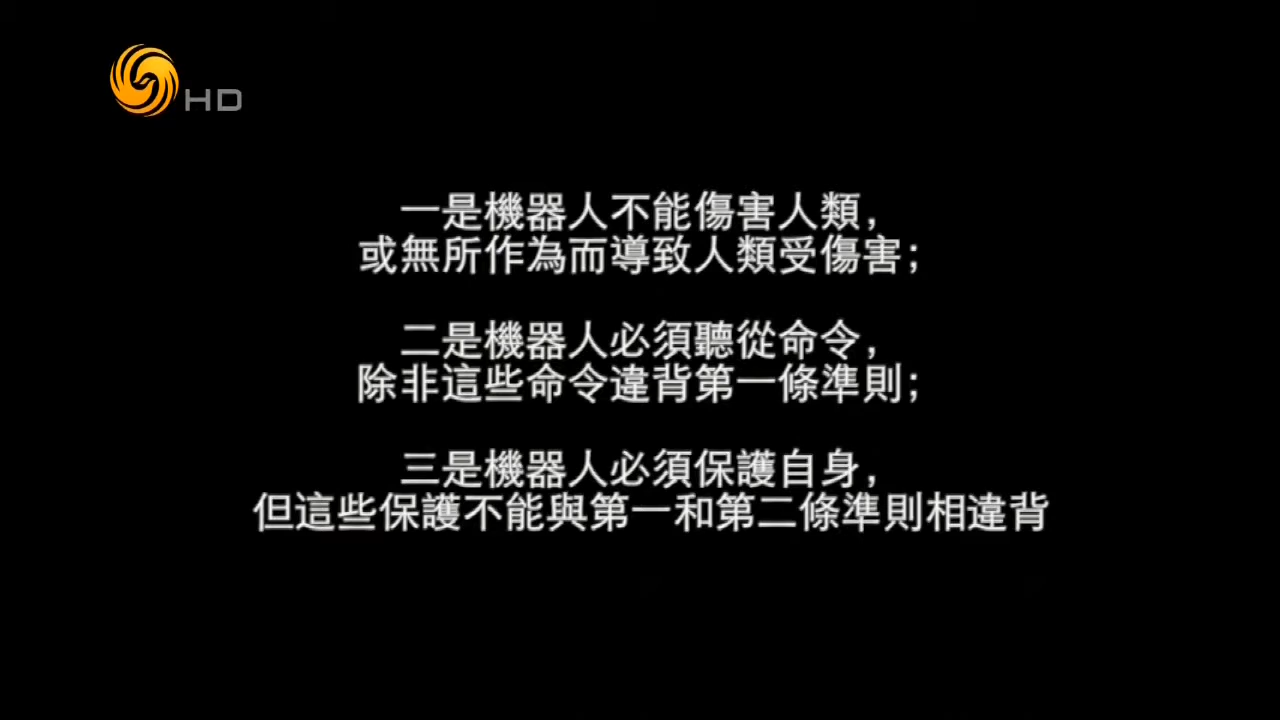 HD
一是機器人不能傷害人類,
或無所作為而導致人類受傷害;
二是機器人必須聽從命令,
除非這些命令違背第一條準則;
三是機器人必須保護自身,
但這些保護不能與第一和第二條準則相違背